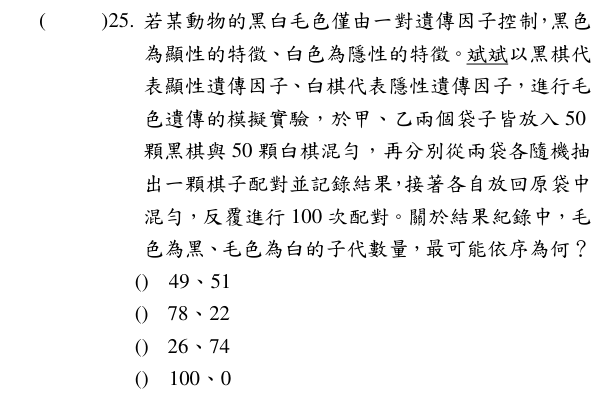 (　　)25. 若某動物的黑白毛色僅由一對遺傳因子控制，黑色
為顯性的特徵、白色為隱性的特徵。斌斌以黑棋代
表顯性遺傳因子、白棋代表隱性遺傳因子，進行毛
色遺傳的模擬實驗，於甲、乙兩個袋子皆放入 50
顆黑棋與 50 顆白棋混勻，再分別從兩袋各隨機抽
出一顆棋子配對並記錄結果，接著各自放回原袋中
混勻，反覆進行 100 次配對。關於結果紀錄中，毛
色為黑、毛色為白的子代數量，最可能依序為何？
()　49、51
()　78、22
()　26、74
()　100、0